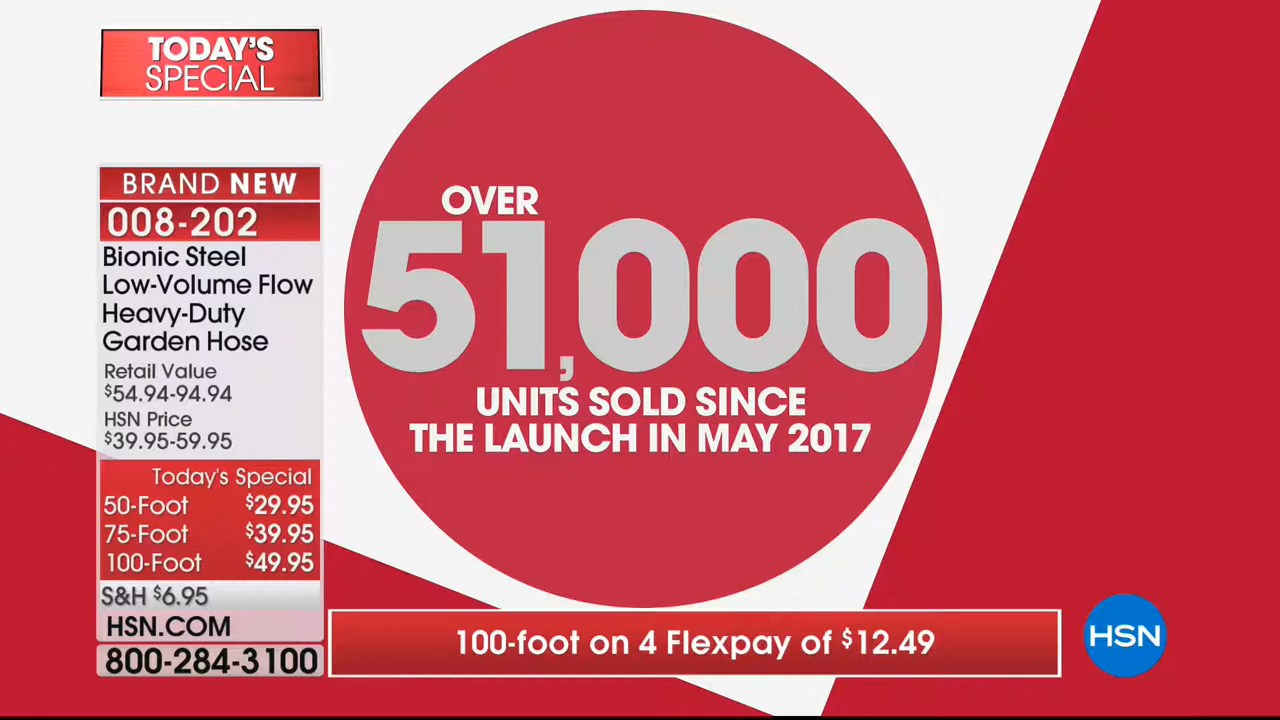 TODAY'S
SPECIAL
BRAND NEW
008-202
Bionic Steel
Low-Volume Flow
Heavy-Duty
Garden Hose
Retail Value
$54.94-94.94
HSN Price
$39.95-59.95
Today's Special
50-Foot $29.95
75-Foot $39.95
100-Foot $49.95
S&H $6.95
HSN.COM
800-284-3100
OVER
51,000
UNITS SOLD SINCE
THE LAUNCH IN MAY 2017
100-foot on 4 Flexpay of $12.49
HSN